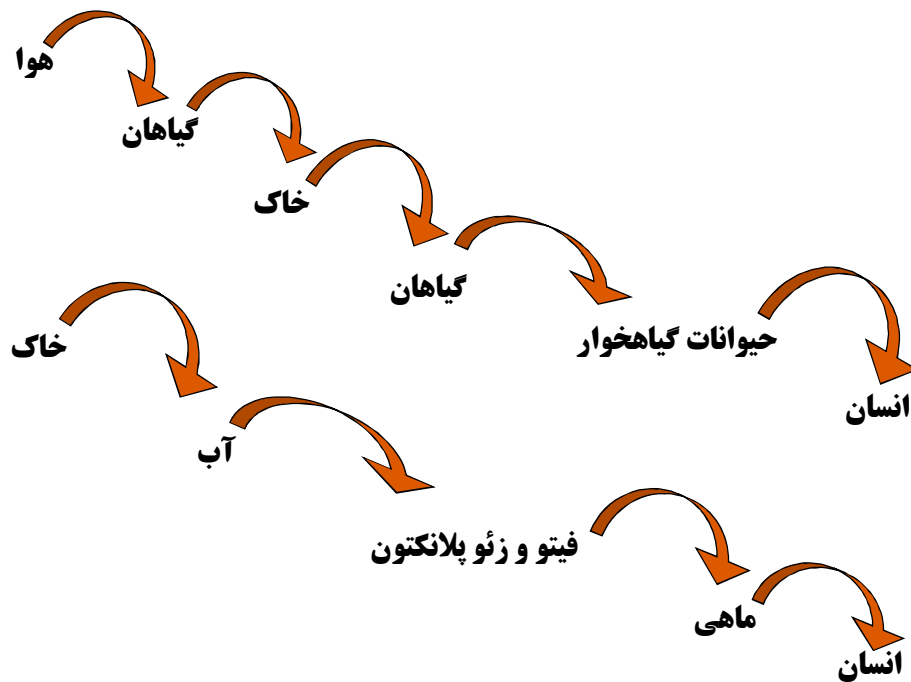 هوا
گیاهان
خاک
گیاهان
حیوانات گیاهخوار
انسان
خاک
آب
فیتو و زئو پلانکتون
ماهی
انسان